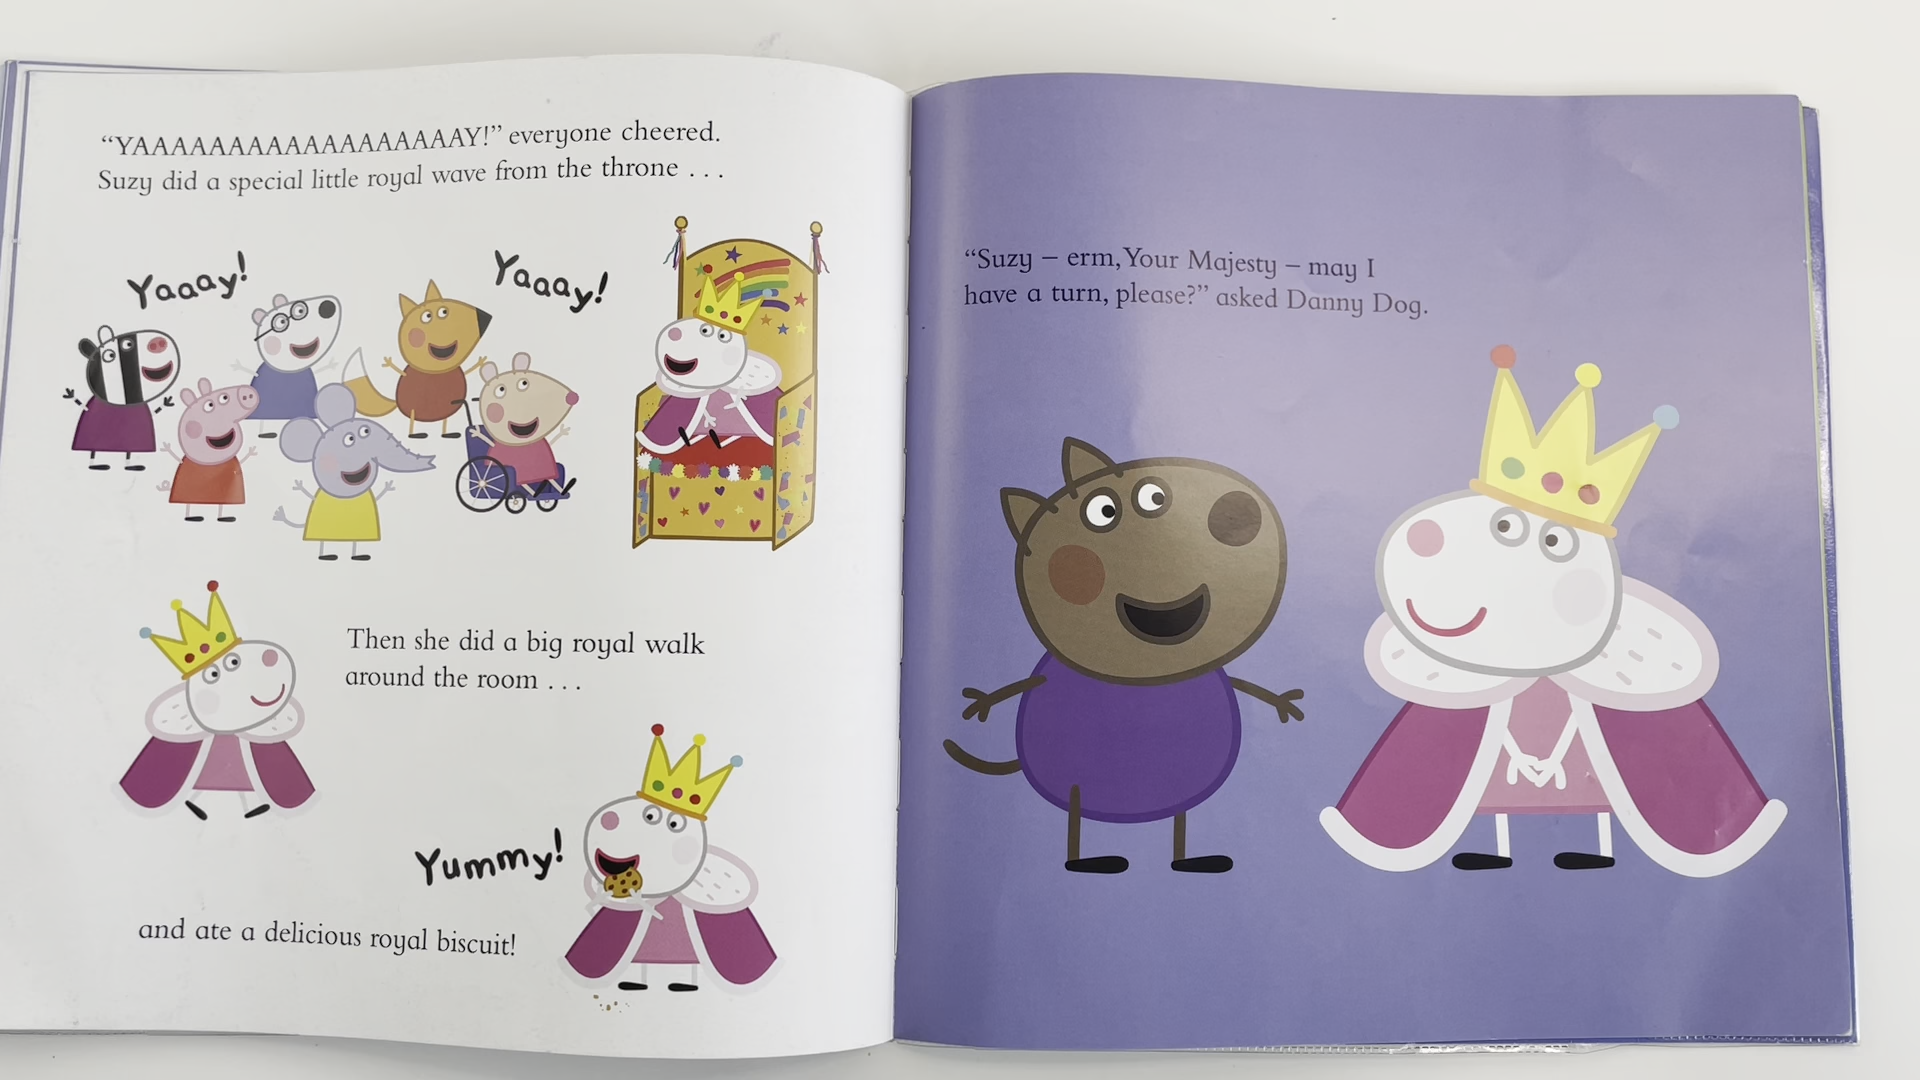 “YAAAAAAAAAAAAAAAAAAY!” everyone cheered.
Suzy did a special little royal wave from the throne . . .
Yaaay!
Yaaay!
Then she did a big royal walk
around the room . . .
Yummy!
and ate a delicious royal biscuit!
“Suzy – erm, Your Majesty – may I
have a turn, please?” asked Danny Dog.